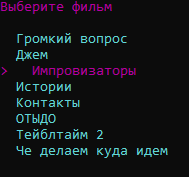 Выберите фильм
Громкий вопрос
Джем
> Импровизаторы
Истории
Контакты
ОТЫДО
Тейблтайм 2
Че делаем куда идем